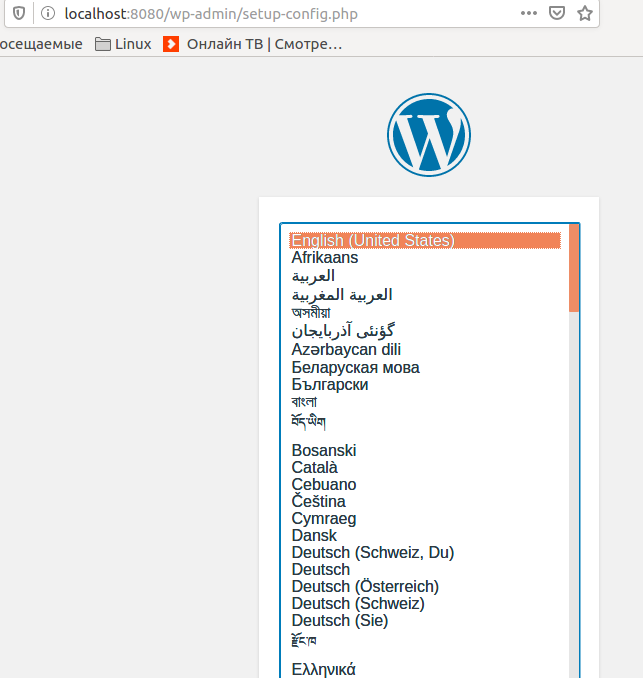 localhost:8080/wp-admin/setup-config.php
осещаемые Linux Онлайн ТВ | Смотре…
English (United States)
Afrikaans
العربية
العربية المغربية
অসমীয়া
گؤنئی آذربایجان
Azərbaycan dili
Беларуская мова
Български
বাংলা
བོད་ཡིག
Bosanski
Català
Cebuano
Čeština
Cymraeg
Dansk
Deutsch (Schweiz, Du)
Deutsch
Deutsch (Österreich)
Deutsch (Schweiz)
Deutsch (Sie)
རྫོང་ཁ
Ελληνικά